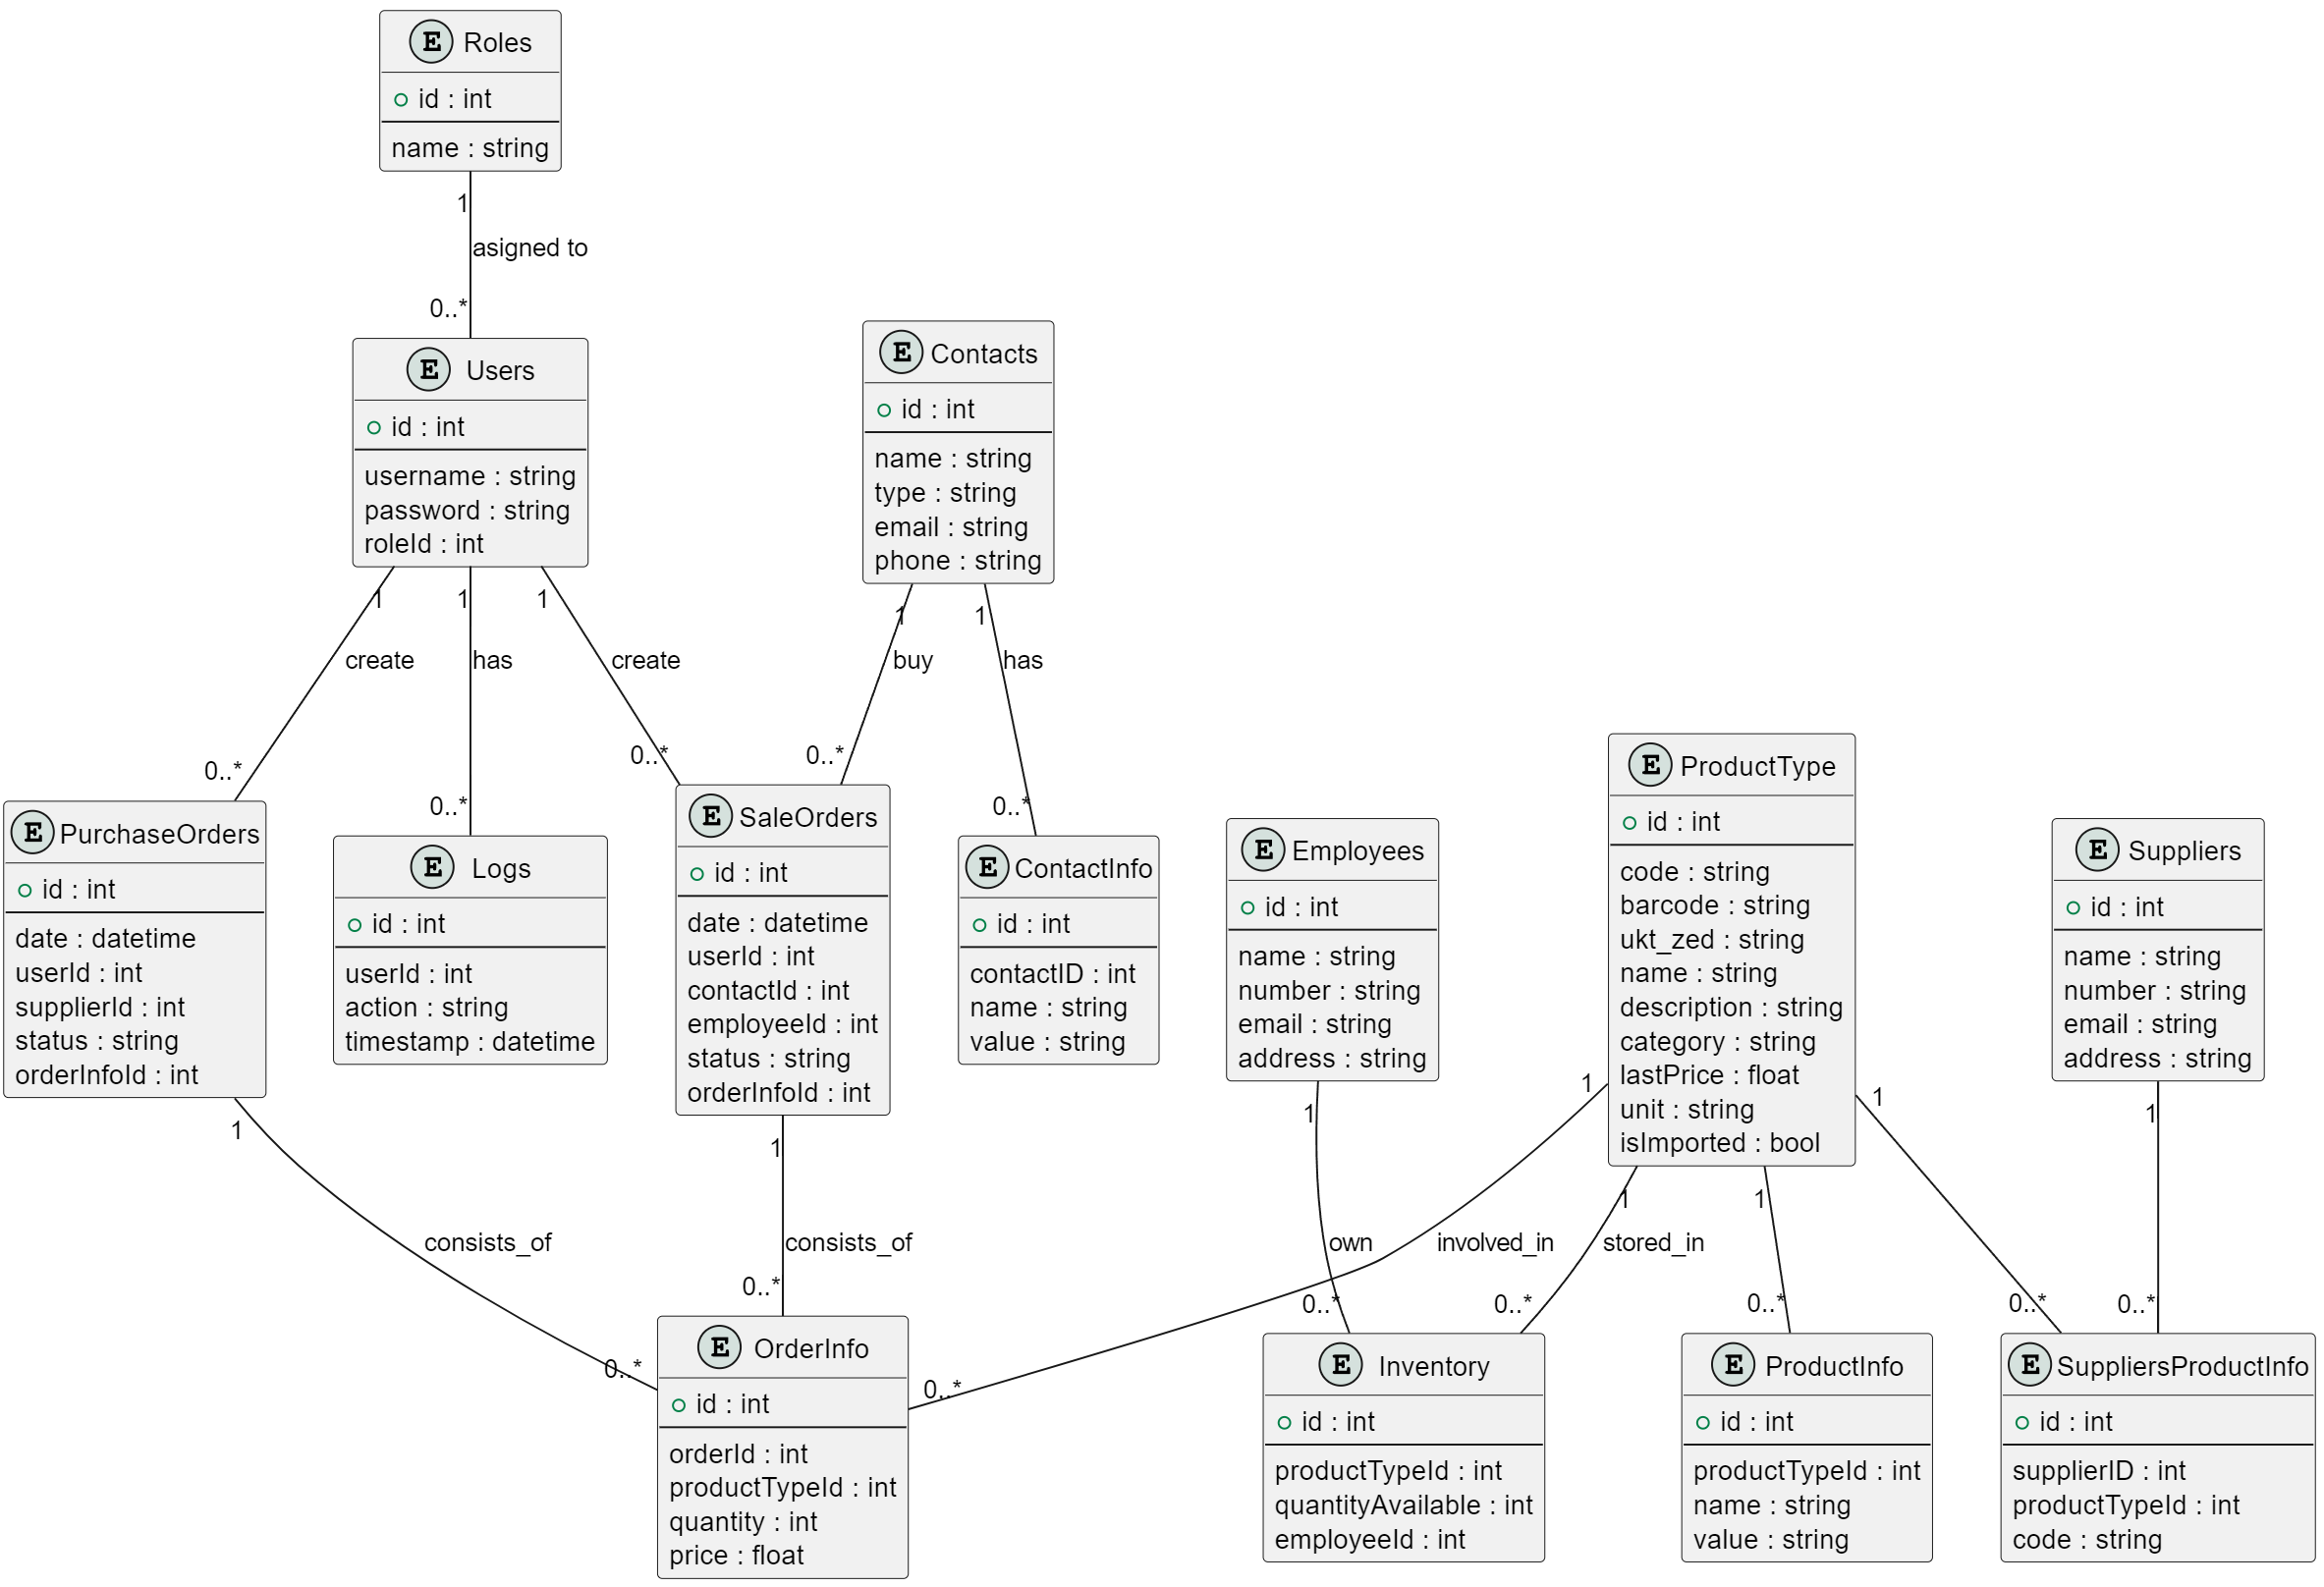 E Roles
id : int
name : string
1
asigned to
0..*
E Users
id : int
username : string
password : string
roleId : int
E Contacts
id : int
name : string
type : string
email : string
phone : string
1
create
0..*
1
has
0..*
1
create
0..*
1
buy
0..*
1
has
0..*
E PurchaseOrders
id : int
date : datetime
userId : int
supplierId : int
status : string
orderInfoId : int
E Logs
id : int
userId : int
action : string
timestamp : datetime
E SaleOrders
id : int
date : datetime
userId : int
contactId : int
employeeId : int
status : string
orderInfoId : int
E ContactInfo
id : int
contactID : int
name : string
value : string
E Employees
id : int
name : string
number : string
email : string
address : string
E ProductType
id : int
code : string
barcode : string
ukt_zed : string
name : string
description : string
category : string
lastPrice : float
unit : string
isImported : bool
E Suppliers
id : int
name : string
number : string
email : string
address : string
1
consists_of
0..*
1
consists_of
0..*
1
own
0..*
1
involved_in
0..*
1
stored_in
0..*
1
0..*
1
0..*
1
0..*
E OrderInfo
id : int
orderId : int
productTypeId : int
quantity : int
price : float
E Inventory
id : int
productTypeId : int
quantityAvailable : int
employeeId : int
E ProductInfo
id : int
productTypeId : int
name : string
value : string
E SuppliersProductInfo
id : int
supplierID : int
productTypeId : int
code : string